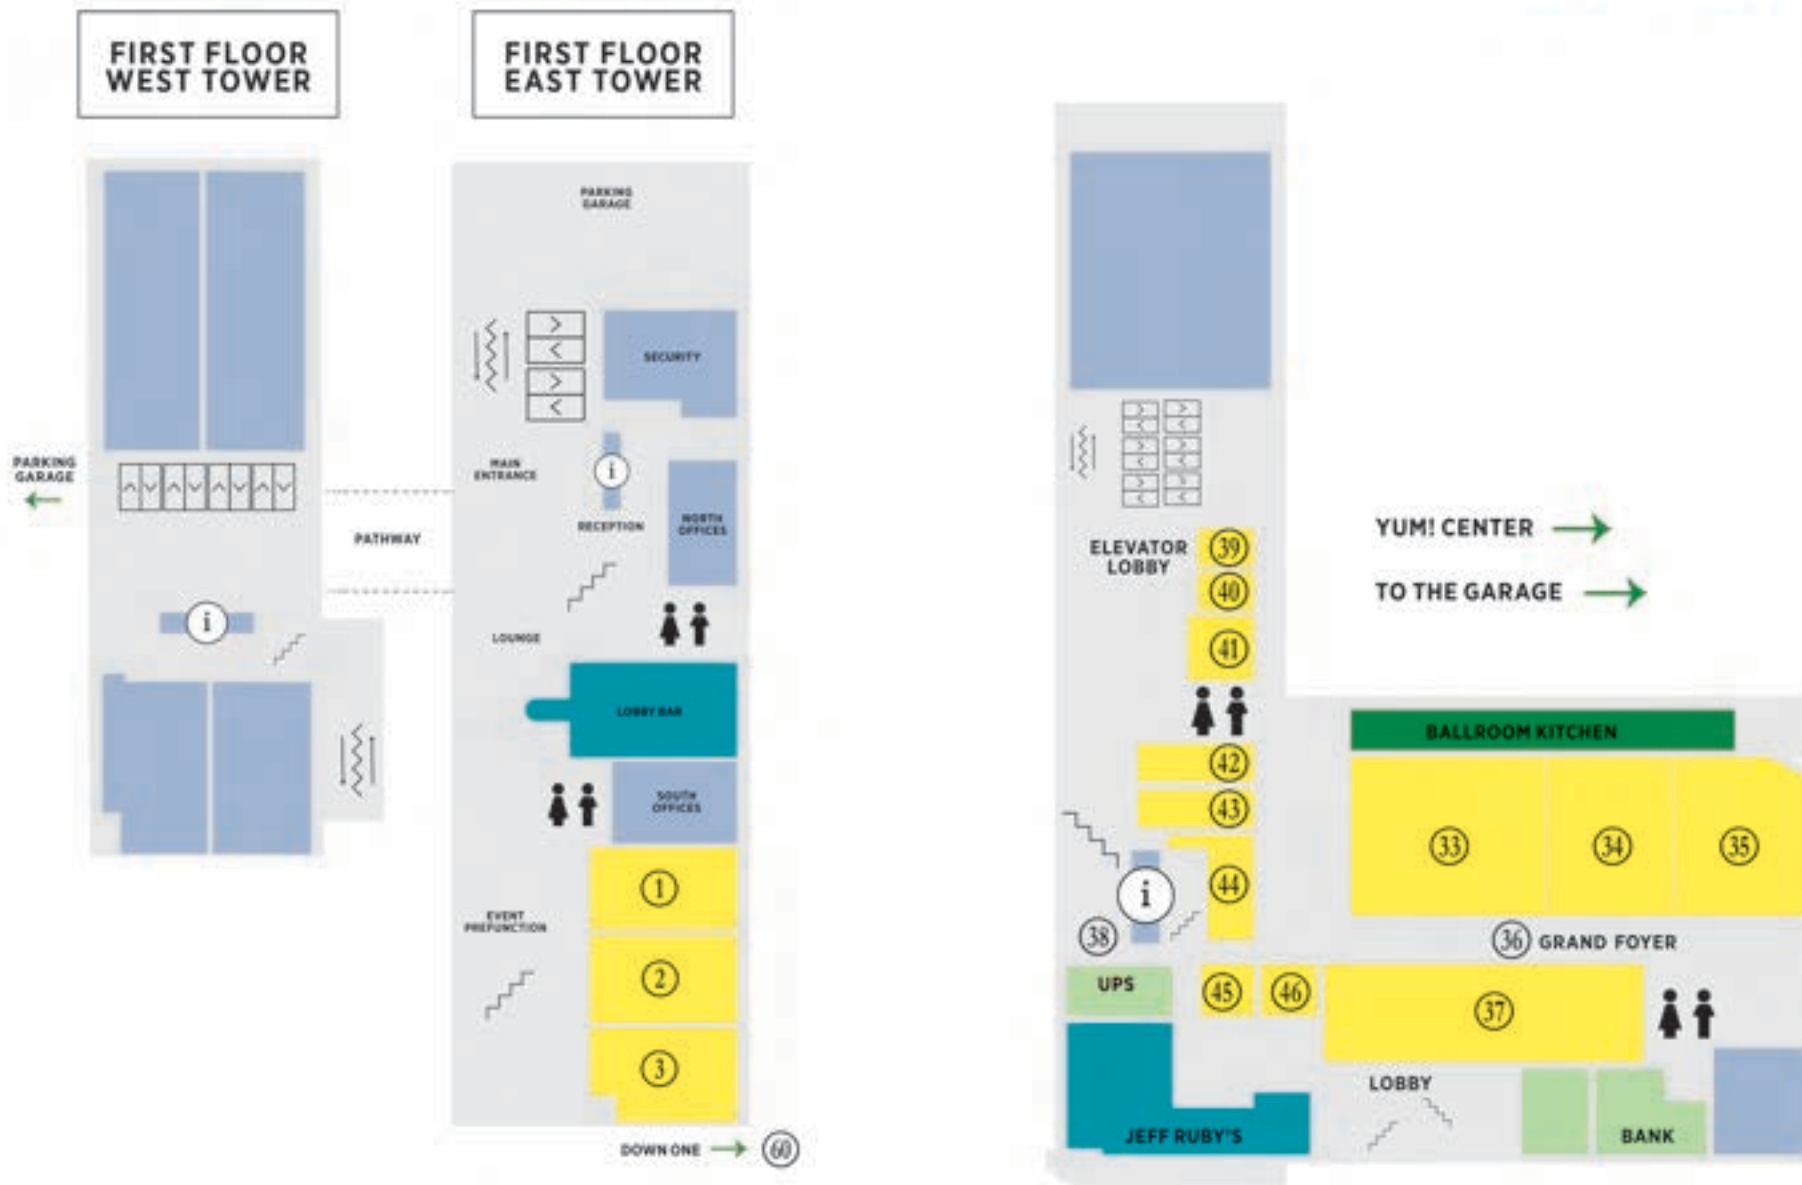 FIRST FLOOR
WEST TOWER
FIRST FLOOR
EAST TOWER
PARKING
GARAGE
SECURITY
PARKING
GARAGE
MAIN
ENTRANCE
i
RECEPTION
NORTH
OFFICES
PATHWAY
i
LOUNGE
LOBBY BAR
SOUTH
OFFICES
1
EVENT
PREFUNCTION
2
3
DOWN ONE
60
ELEVATOR
LOBBY
39
40
41
42
43
44
i
38
UPS
45
46
JEFF RUBY'S
YUM! CENTER
TO THE GARAGE
BALLROOM KITCHEN
33
34
35
36 GRAND FOYER
37
LOBBY
BANK